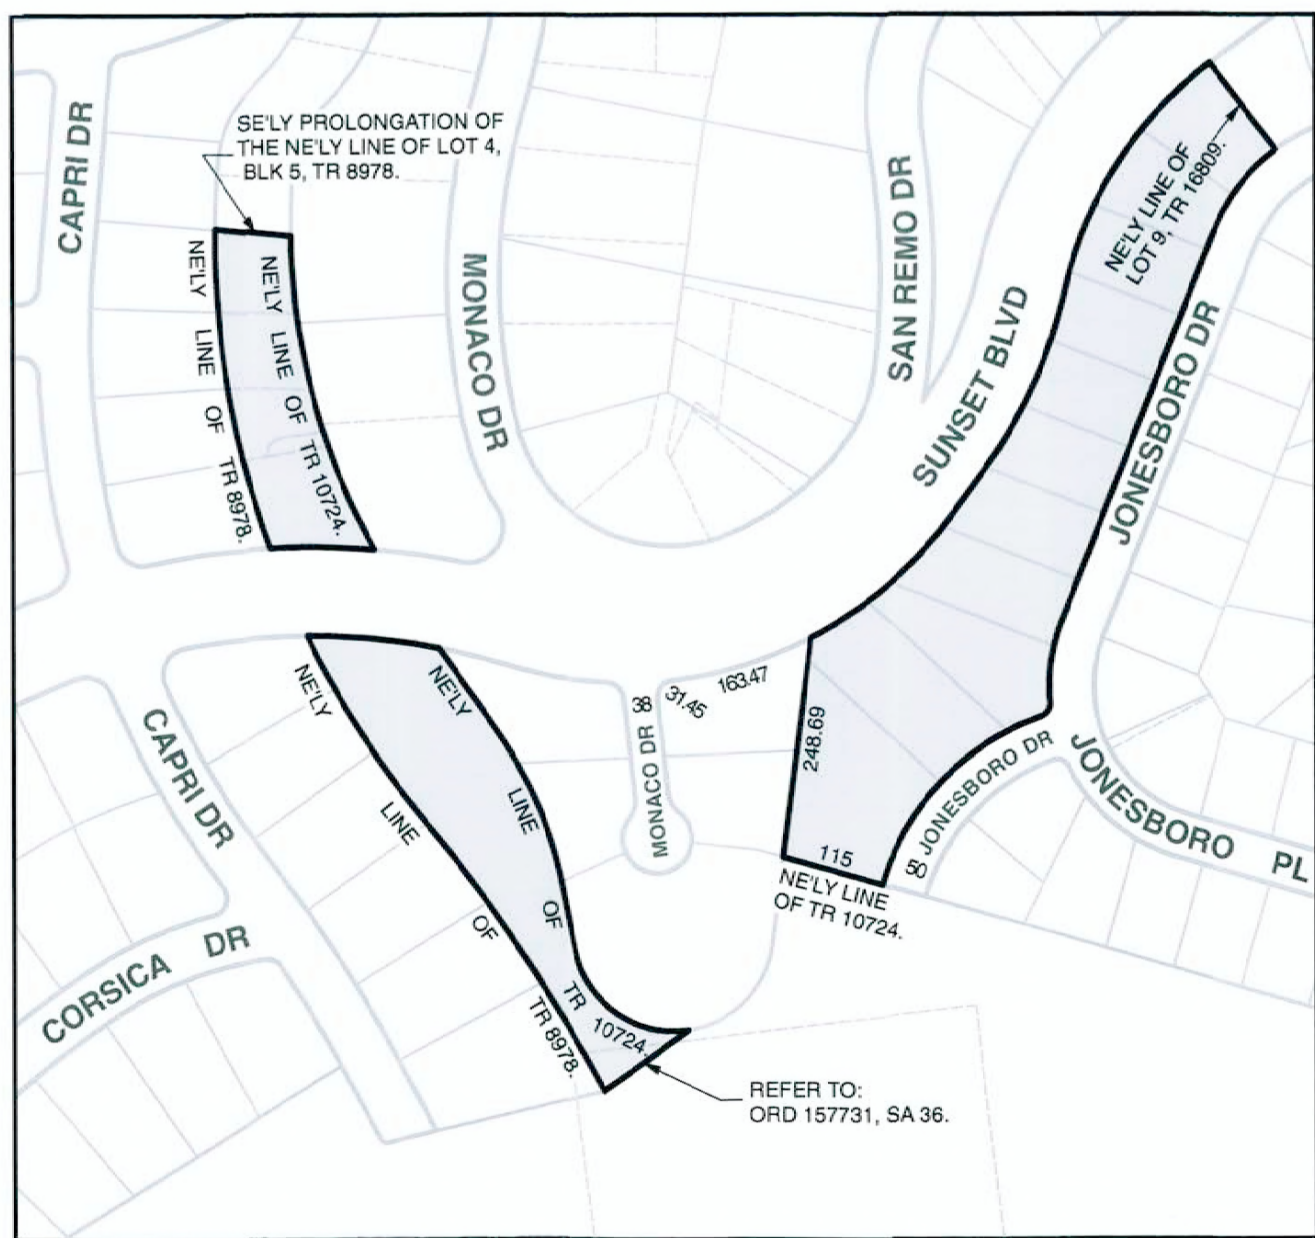 CAPRI DR
SE'LY PROLONGATION OF
THE NE'LY LINE OF LOT 4,
BLK 5, TR 8978.
NE'LY LINE OF TR 8978.
NE'LY LINE OF TR 10724.
MONACO DR
SAN REMO DR
SUNSET BLVD
NE'LY LINE OF
LOT 9, TR 16809.
JONESBORO DR
NE'LY LINE OF TR 8978.
NE'LY LINE OF TR 10724.
38
31.45
163.47
MONACO DR
248.69
115
NE'LY LINE
OF TR 10724.
50
JONESBORO DR
JONESBORO PL
CAPRI DR
CORSICA DR
REFER TO:
ORD 157731, SA 36.